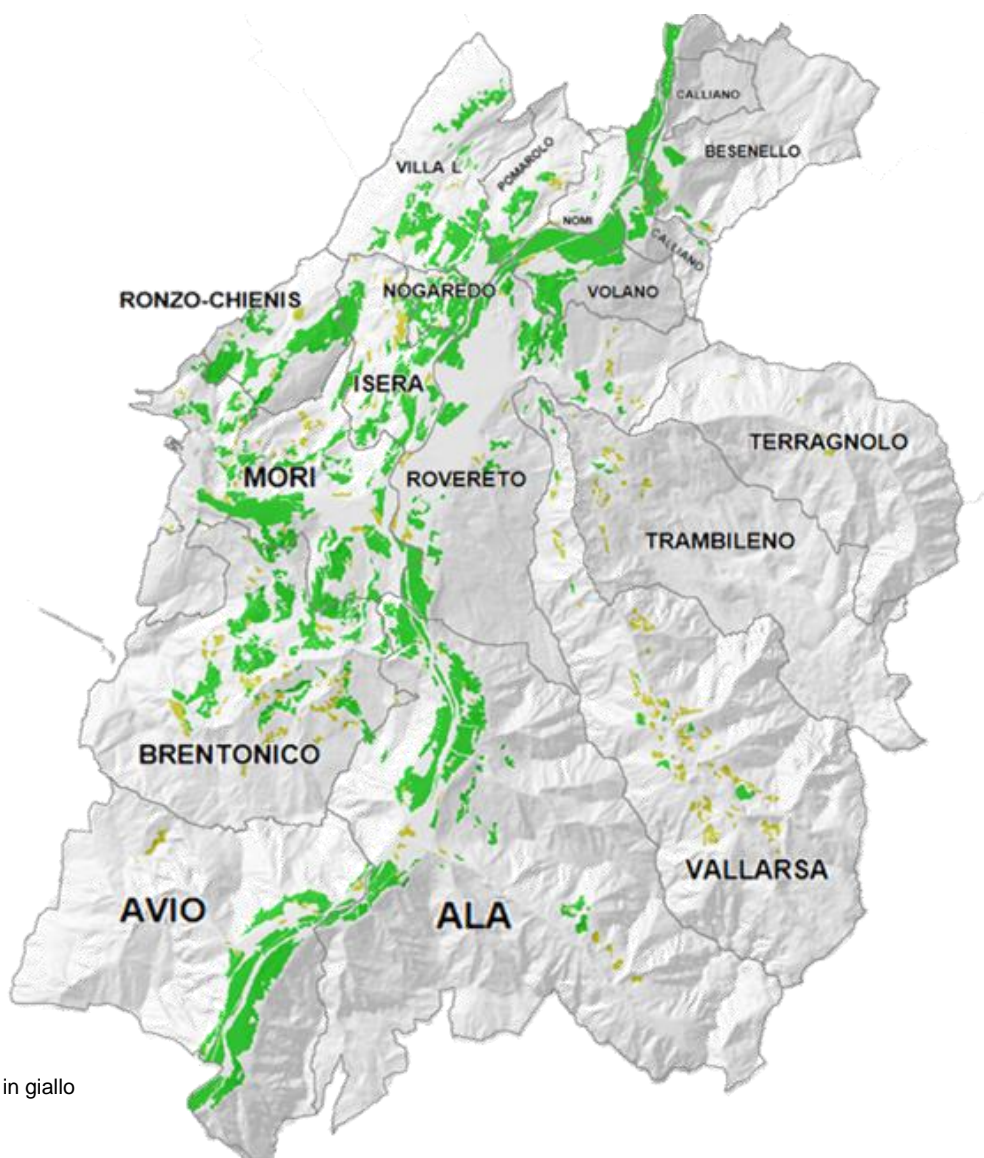 CALLIANO
BESENELLO
VILLA L
POMAROLO
NOMI
CALLIANO
RONZO-CHIENIS
NOGAREDO
VOLANO
ISERA
TERRAGNOLO
MORI
ROVERETO
TRAMBILENO
BRENTONICO
VALLARSA
AVIO
ALA
in giallo